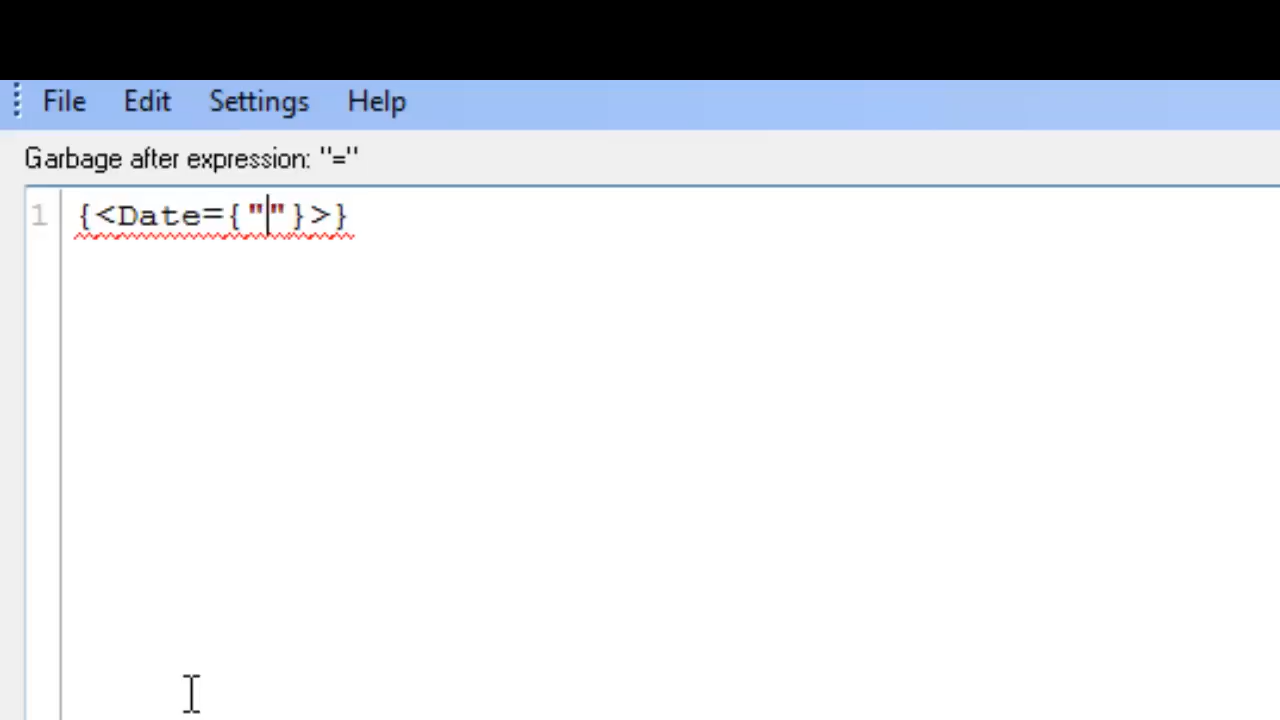 File Edit Settings Help
Garbage after expression: "="
1 {<Date={""}>}